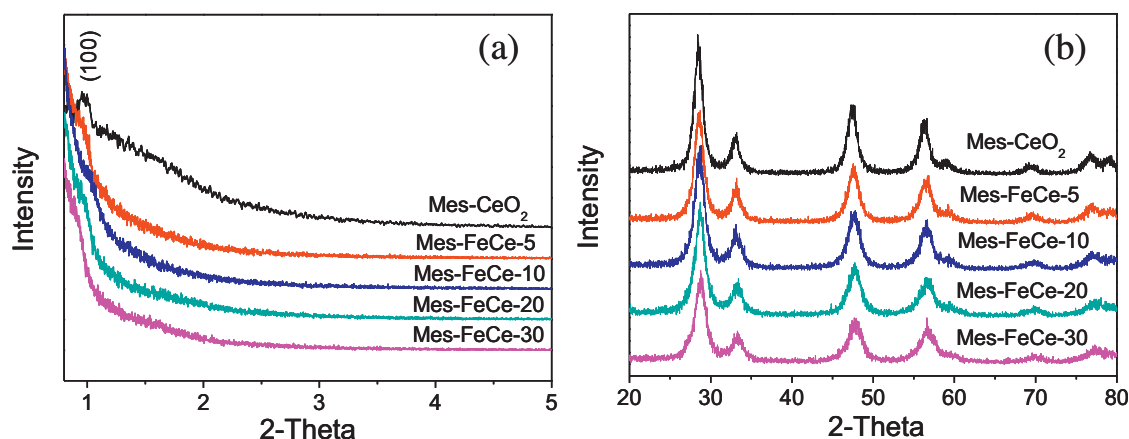 (a)
(100)
Intensity
Mes-CeO₂
Mes-FeCe-5
Mes-FeCe-10
Mes-FeCe-20
Mes-FeCe-30
1 2 3 4 5
2-Theta
(b)
Intensity
Mes-CeO₂
Mes-FeCe-5
Mes-FeCe-10
Mes-FeCe-20
Mes-FeCe-30
20 30 40 50 60 70 80
2-Theta